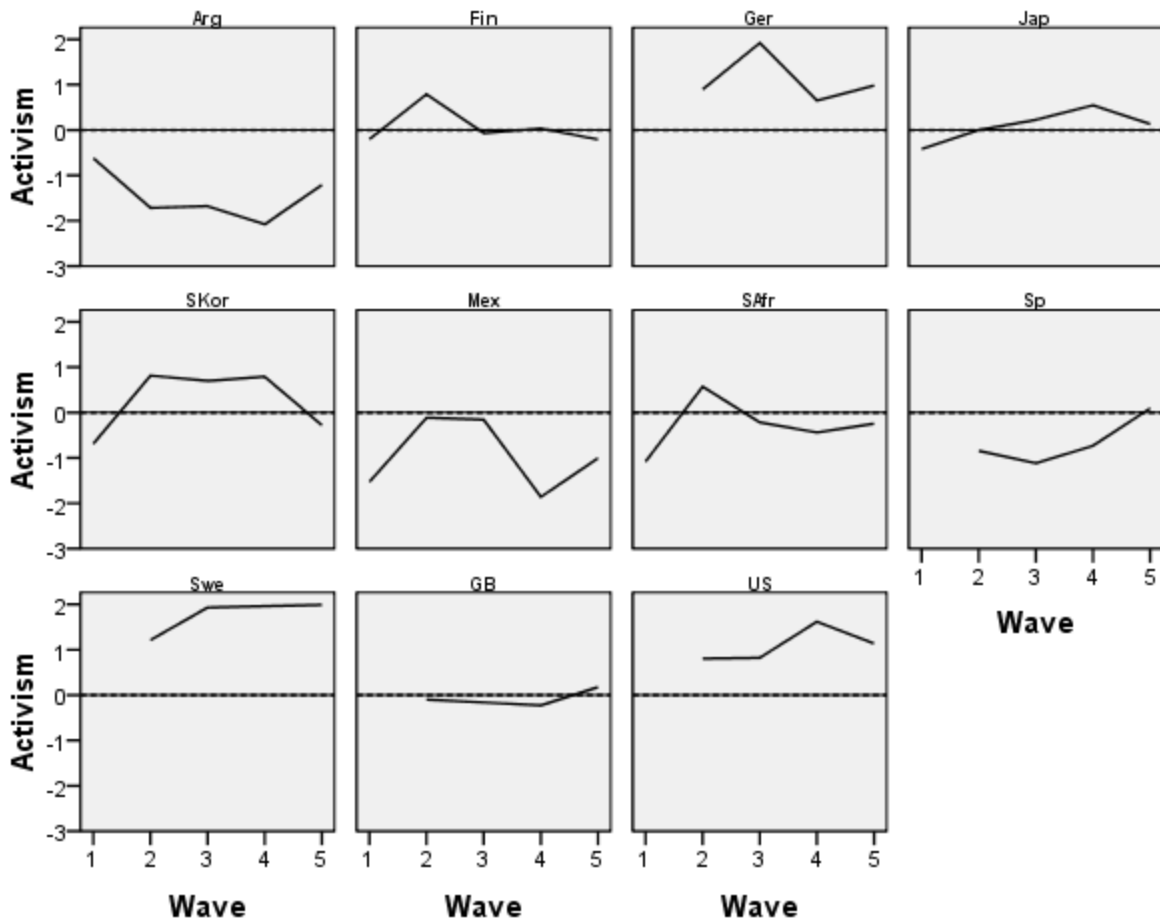 Arg Fin Ger Jap
Activism
2
1
0
-1
-2
-3
SKor Mex SAfr Sp
Activism
2
1
0
-1
-2
-3
1 2 3 4 5
Wave
Swe GB US
Activism
2
1
0
-1
-2
-3
1 2 3 4 5 1 2 3 4 5 1 2 3 4 5
Wave Wave Wave